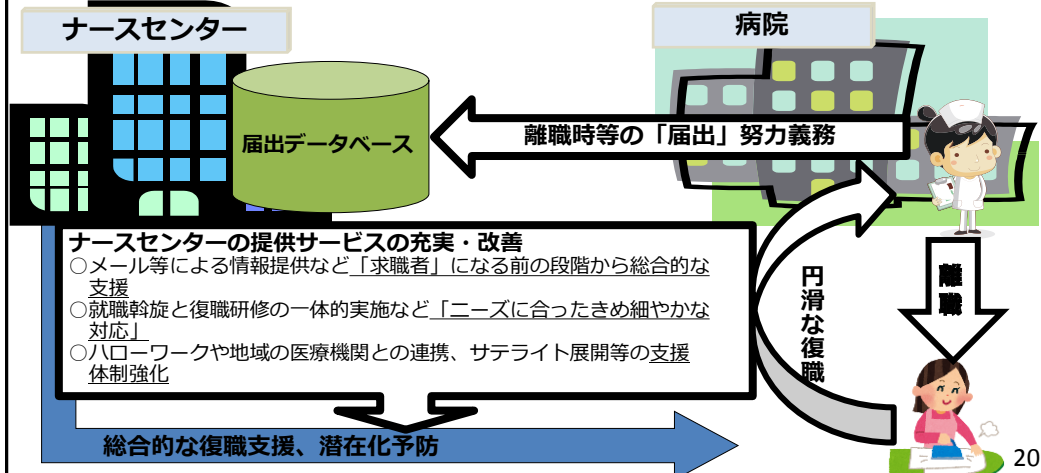 ナースセンター
病院
届出データベース
離職時等の「届出」努力義務
ナースセンターの提供サービスの充実・改善
○メール等による情報提供など「求職者」になる前の段階から総合的な
支援
○就職斡旋と復職研修の一体的実施など「ニーズに合ったきめ細やかな
対応」
○ハローワークや地域の医療機関との連携、サテライト展開等の支援
体制強化
円滑な復職
離職
総合的な復職支援、潜在化予防
20